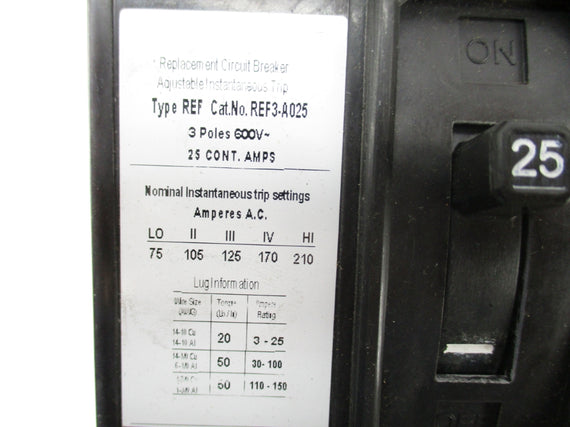 Replacement Circuit Breaker
Adjustable Instantaneous Trip
Type REF Cat.No. REF3-A025
3 Poles 600V~
25 CONT. AMPS
Nominal Instantaneous trip settings
Amperes A.C.
LO II III IV HI
75 105 125 170 210
Lug Information
Wire Size Torque Ampere
(AWG) (Lb/In) Rating
14-10 Cu
14-10 Al 20 3-25
50 30-100
110-150
ON
25